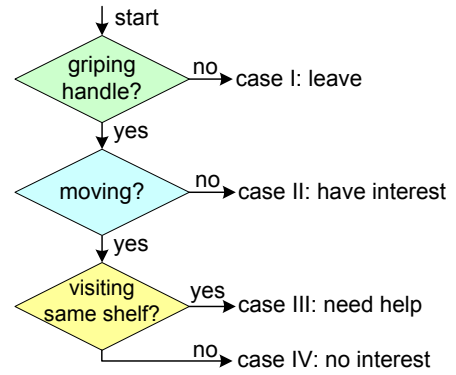 start
griping
handle?
no
case I: leave
yes
moving?
no
case II: have interest
yes
visiting
same shelf?
yes
case III: need help
no
case IV: no interest